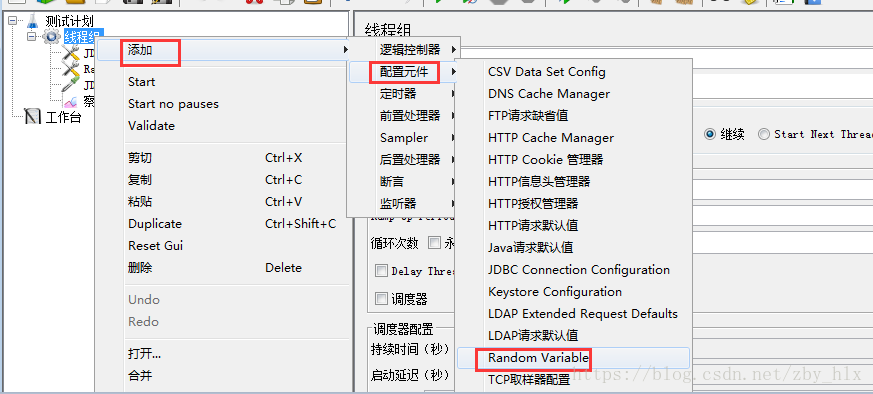 测试计划
线程组
JD
Ra
JD
察
工作台
添加
Start
Start no pauses
Validate
剪切 Ctrl+X
复制 Ctrl+C
粘贴 Ctrl+V
Duplicate Ctrl+Shift+C
Reset Gui
删除 Delete
Undo
Redo
打开...
合并
逻辑控制器
配置元件
定时器
前置处理器
Sampler
后置处理器
断言
监听器
CSV Data Set Config
DNS Cache Manager
FTP请求缺省值
HTTP Cache Manager
HTTP Cookie 管理器
HTTP信息头管理器
HTTP授权管理器
HTTP请求默认值
Java请求默认值
JDBC Connection Configuration
Keystore Configuration
LDAP Extended Request Defaults
LDAP请求默认值
Random Variable
TCP取样器配置
线程组
继续 Start Next Threa
循环次数 永
Delay Thre
调度器
调度器配置
持续时间（秒）
启动延迟（秒）
https://blog.csdn.net/zby_hlx